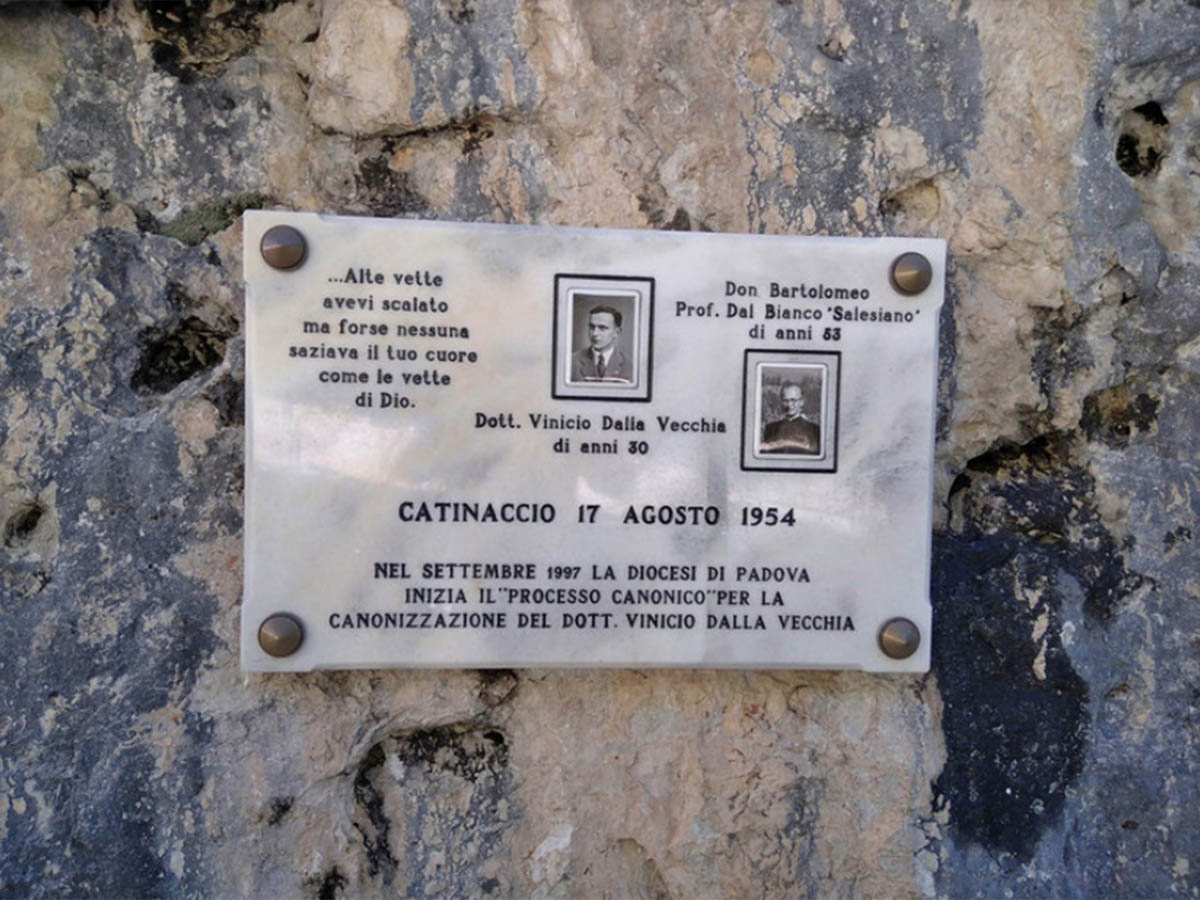 ...Alte vette
avevi scalato
ma forse nessuna
saziava il tuo cuore
come le vette
di Dio.
Dott. Vinicio Dalla Vecchia
di anni 30
Don Bartolomeo
Prof. Dal Bianco "Salesiano"
di anni 53
CATINACCIO 17 AGOSTO 1954
NEL SETTEMBRE 1997 LA DIOCESI DI PADOVA
INIZIA IL "PROCESSO CANONICO" PER LA
CANONIZZAZIONE DEL DOTT. VINICIO DALLA VECCHIA